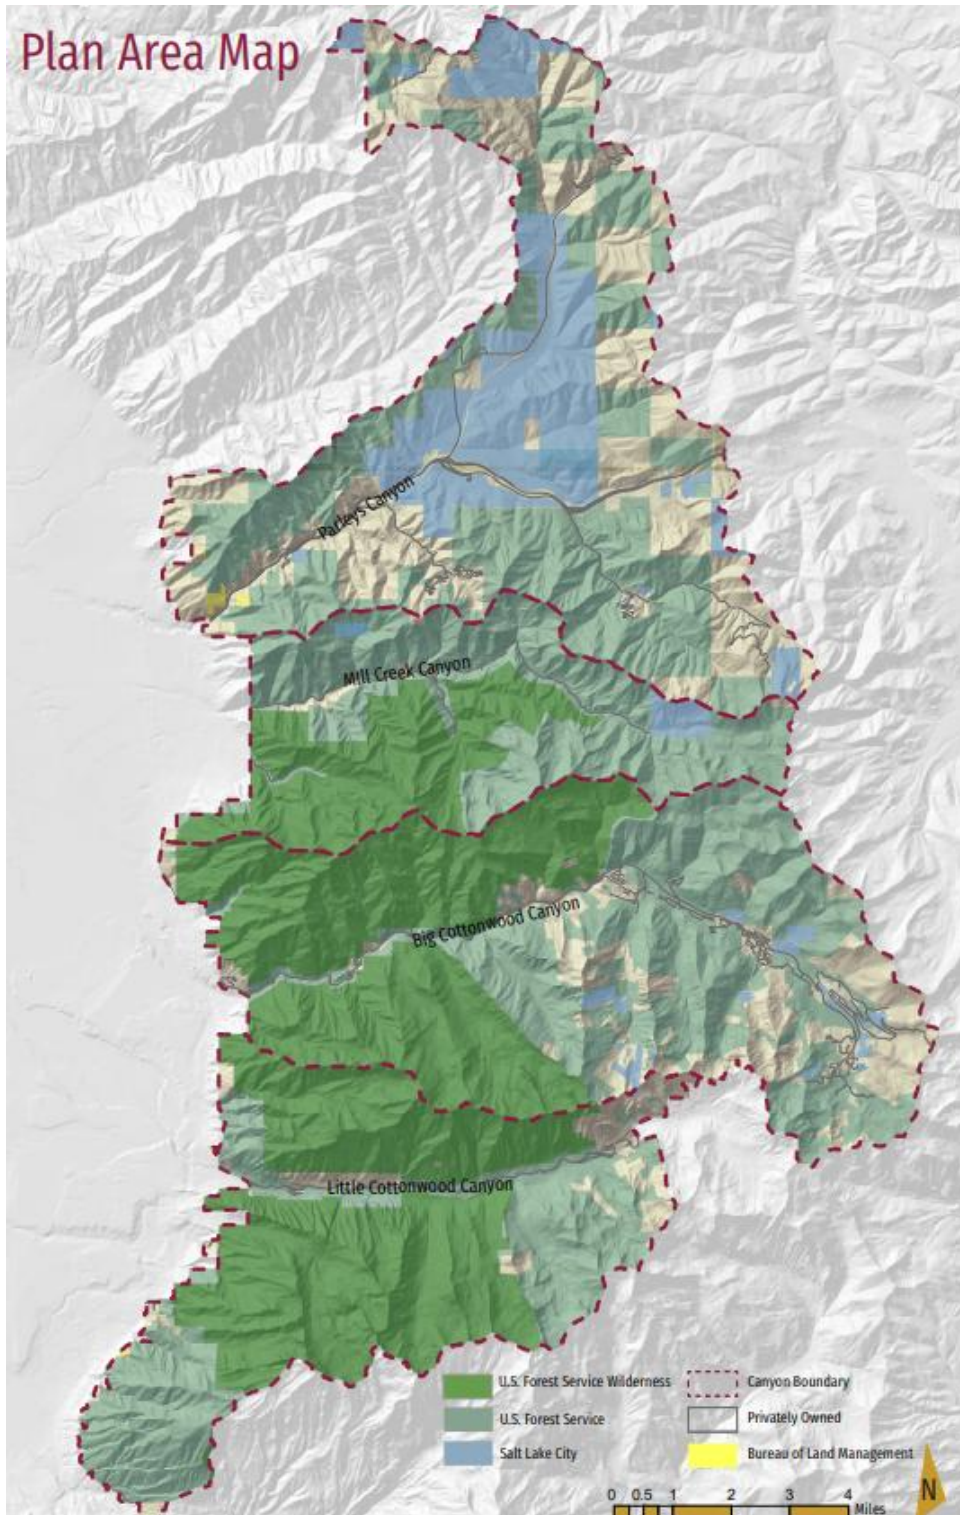 Plan Area Map
Parleys Canyon
Mill Creek Canyon
Big Cottonwood Canyon
Little Cottonwood Canyon
U.S. Forest Service Wilderness
Canyon Boundary
U.S. Forest Service
Privately Owned
Salt Lake City
Bureau of Land Management
N
0 0.5 1 2 3 4
Miles